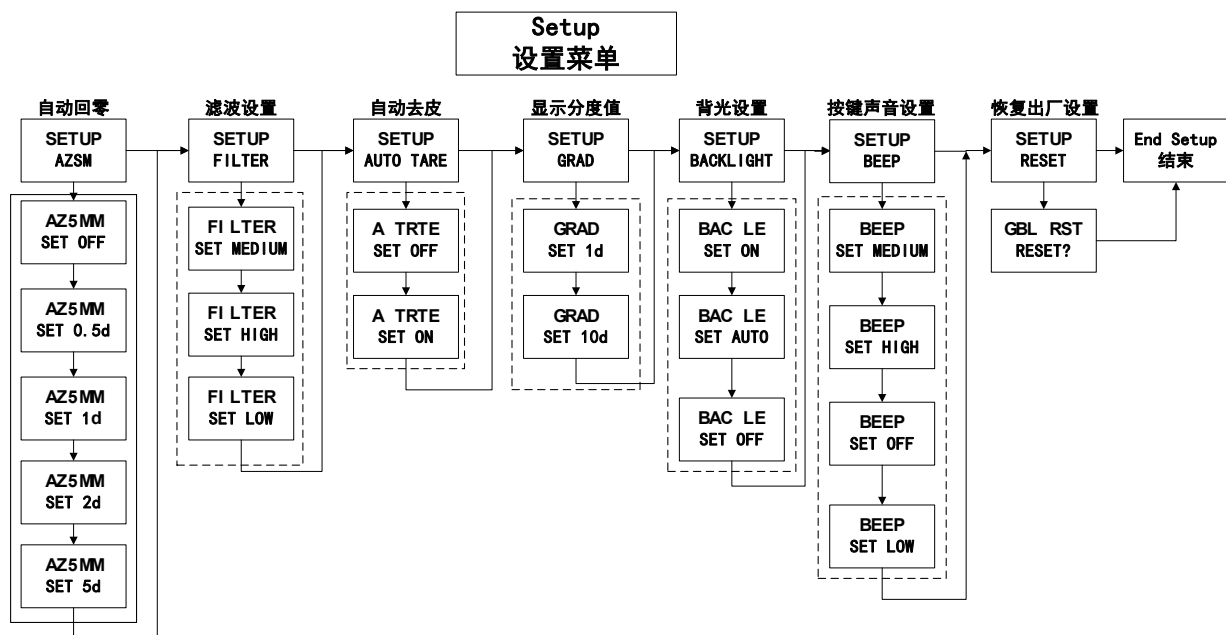 Setup
设置菜单
自动回零
SETUP
AZSM
AZ5MM
SET OFF
AZ5MM
SET 0.5d
AZ5MM
SET 1d
AZ5MM
SET 2d
AZ5MM
SET 5d
滤波设置
SETUP
FILTER
FILTER
SET MEDIUM
FILTER
SET HIGH
FILTER
SET LOW
自动去皮
SETUP
AUTO TARE
A TRTE
SET OFF
A TRTE
SET ON
显示分度值
SETUP
GRAD
GRAD
SET 1d
GRAD
SET 10d
背光设置
SETUP
BACKLIGHT
BAC LE
SET ON
BAC LE
SET AUTO
BAC LE
SET OFF
按键声音设置
SETUP
BEEP
BEEP
SET MEDIUM
BEEP
SET HIGH
BEEP
SET OFF
BEEP
SET LOW
恢复出厂设置
SETUP
RESET
GBL RST
RESET?
End Setup
结束